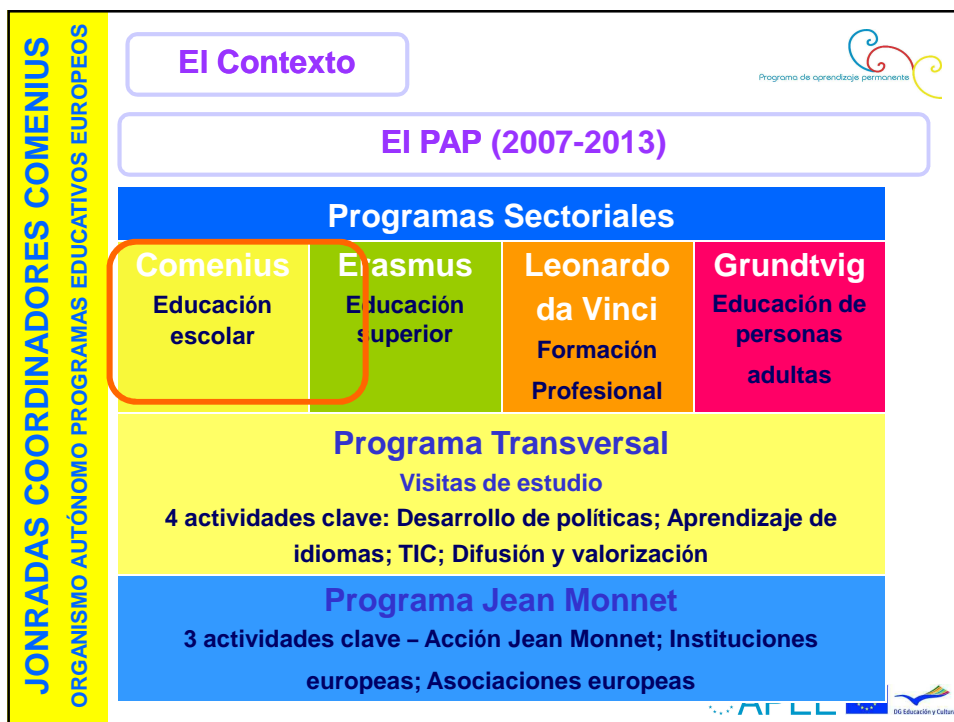 JONRADAS COORDINADORES COMENIUS
ORGANISMO AUTÓNOMO PROGRAMAS EDUCATIVOS EUROPEOS
El Contexto
Programa de aprendizaje permanente
El PAP (2007-2013)
Programas Sectoriales
Comenius
Educación
escolar
Erasmus
Educación
superior
Leonardo
da Vinci
Formación
Profesional
Grundtvig
Educación de
personas
adultas
Programa Transversal
Visitas de estudio
4 actividades clave: Desarrollo de políticas; Aprendizaje de
idiomas; TIC; Difusión y valorización
Programa Jean Monnet
3 actividades clave – Acción Jean Monnet; Instituciones
europeas; Asociaciones europeas
DG Educación y Cultura